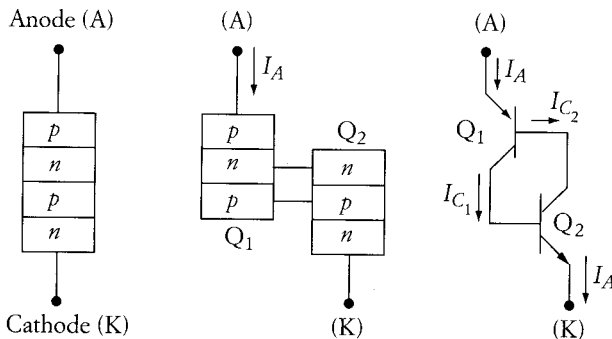 Anode (A)
p
n
p
n
Cathode (K)
(A)
I_A
p
n
p
Q_1
Q_2
n
p
n
(K)
(A)
I_A
I_{C_2}
Q_1
I_{C_1}
Q_2
I_A
(K)